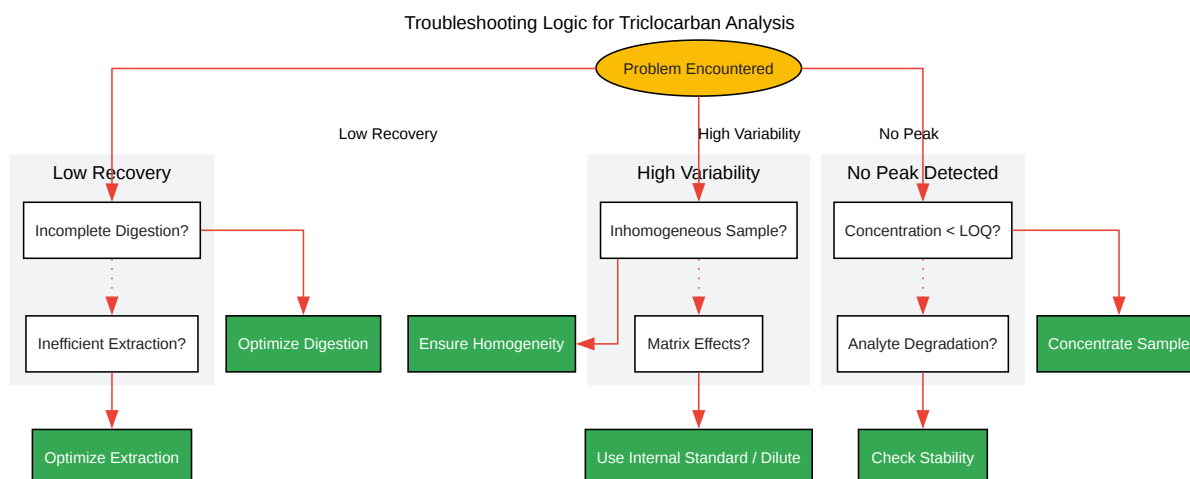 Troubleshooting Logic for Triclocarban Analysis
Problem Encountered
Low Recovery
High Variability
No Peak
Low Recovery
High Variability
No Peak Detected
Incomplete Digestion?
Inhomogeneous Sample?
Concentration < LOQ?
Inefficient Extraction?
Optimize Digestion
Ensure Homogeneity
Matrix Effects?
Analyte Degradation?
Concentrate Sample
Optimize Extraction
Use Internal Standard / Dilute
Check Stability